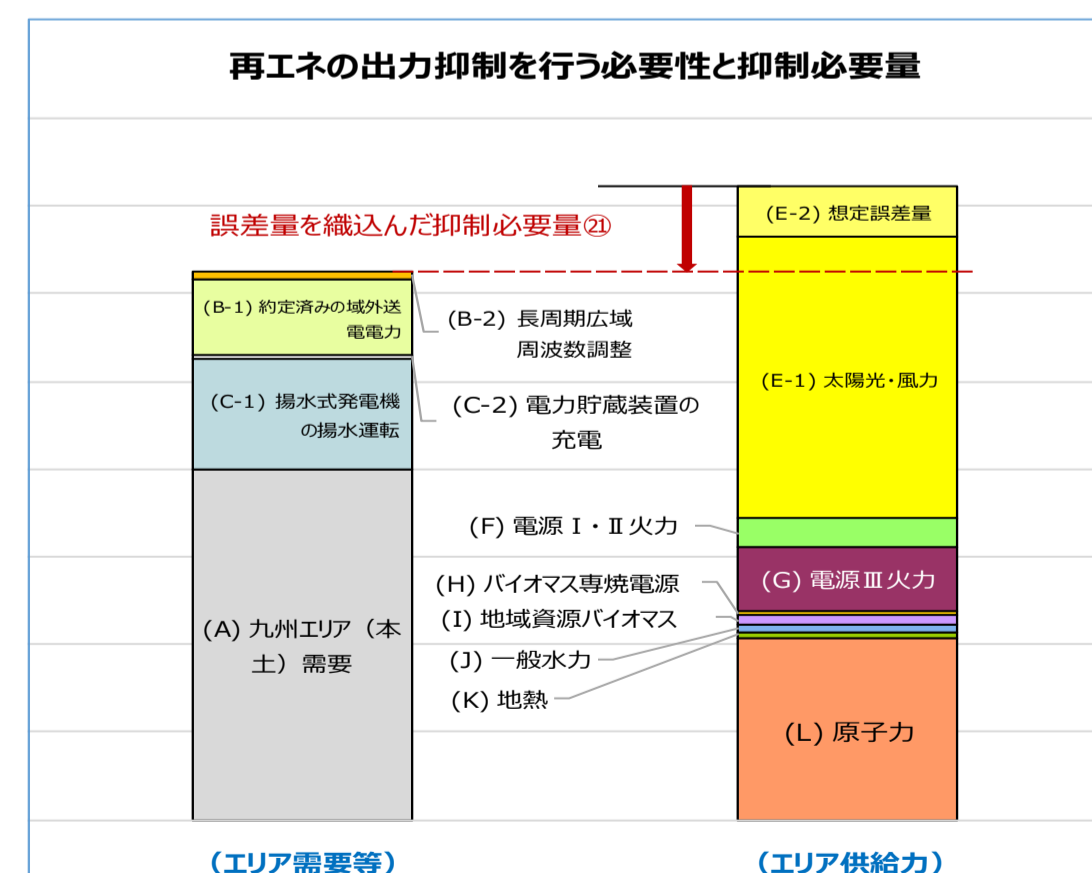 再エネの出力抑制を行う必要性と抑制必要量
誤差量を織込んだ抑制必要量㉑
(B-1) 約定済みの域外送
電電力
(B-2) 長周期広域
周波数調整
(C-1) 揚水式発電機
の揚水運転
(C-2) 電力貯蔵装置の
充電
(A) 九州エリア（本
土）需要
(E-2) 想定誤差量
(E-1) 太陽光・風力
(F) 電源Ⅰ・Ⅱ火力
(G) 電源Ⅲ火力
(H) バイオマス専焼電源
(I) 地域資源バイオマス
(J) 一般水力
(K) 地熱
(L) 原子力
（エリア需要等）
（エリア供給力）